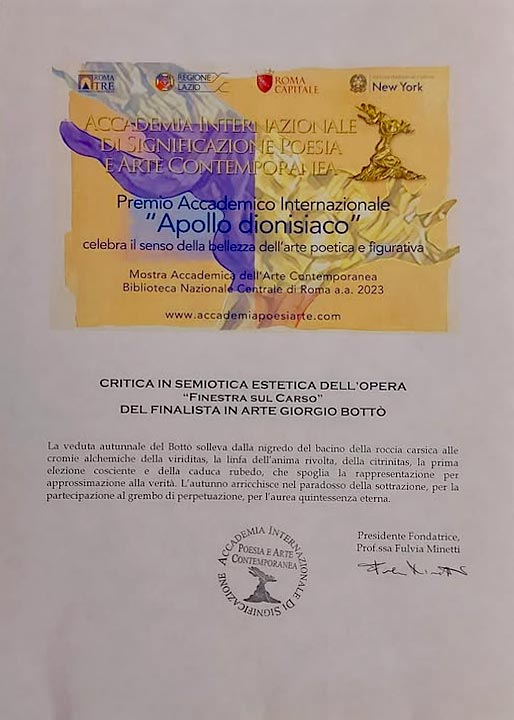 ROMA
TRE
REGIONE
LAZIO
ROMA
CAPITALE
New York
ACCADEMIA INTERNAZIONALE
DI SIGNIFICAZIONE POESIA
E ARTE CONTEMPORANEA
Premio Accademico Internazionale
"Apollo dionisiaco"
celebra il senso della bellezza dell'arte poetica e figurativa
Mostra Accademica dell'Arte Contemporanea
Biblioteca Nazionale Centrale di Roma a.a. 2023
www.accademiapoesiarte.com
CRITICA IN SEMIOTICA ESTETICA DELL'OPERA
"FINESTRA SUL CARSO"
DEL FINALISTA IN ARTE GIORGIO BOTTÒ
La veduta autunnale del Bottò solleva dalla nigredo del bacino della roccia carsica alle
cromie alchemiche della viriditas, la linfa dell'anima rivolta, della citrinitas, la prima
elezione cosciente e della caduca rubedo, che spoglia la rappresentazione per
approssimazione alla verità. L'autunno arricchisce nel paradosso della sottrazione, per la
partecipazione al grembo di perpetuazione, per l'aurea quintessenza eterna.
Presidente Fondatrice,
Prof.ssa Fulvia Minetti
ACCADEMIA INTERNAZIONALE DI SIGNIFICAZIONE
POESIA E ARTE
CONTEMPORANEA